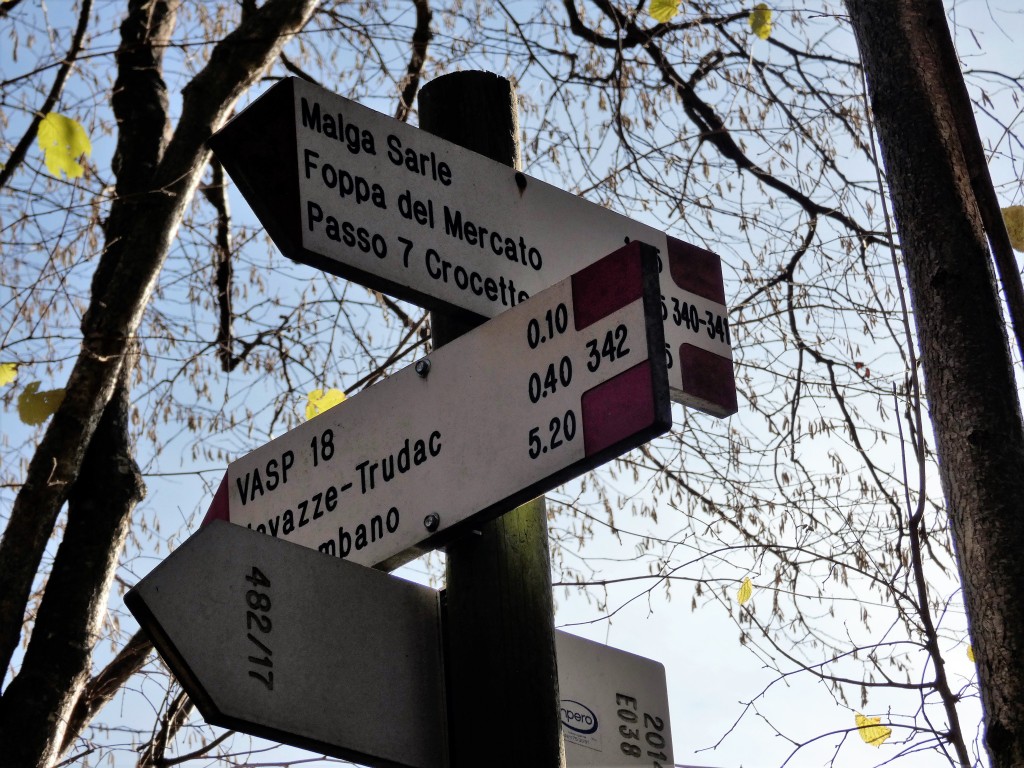 Malga Sarle
Foppa del Mercato
Passo 7
340-341
VASP 18 0.10
0.40 342
5.20
482/17
E038